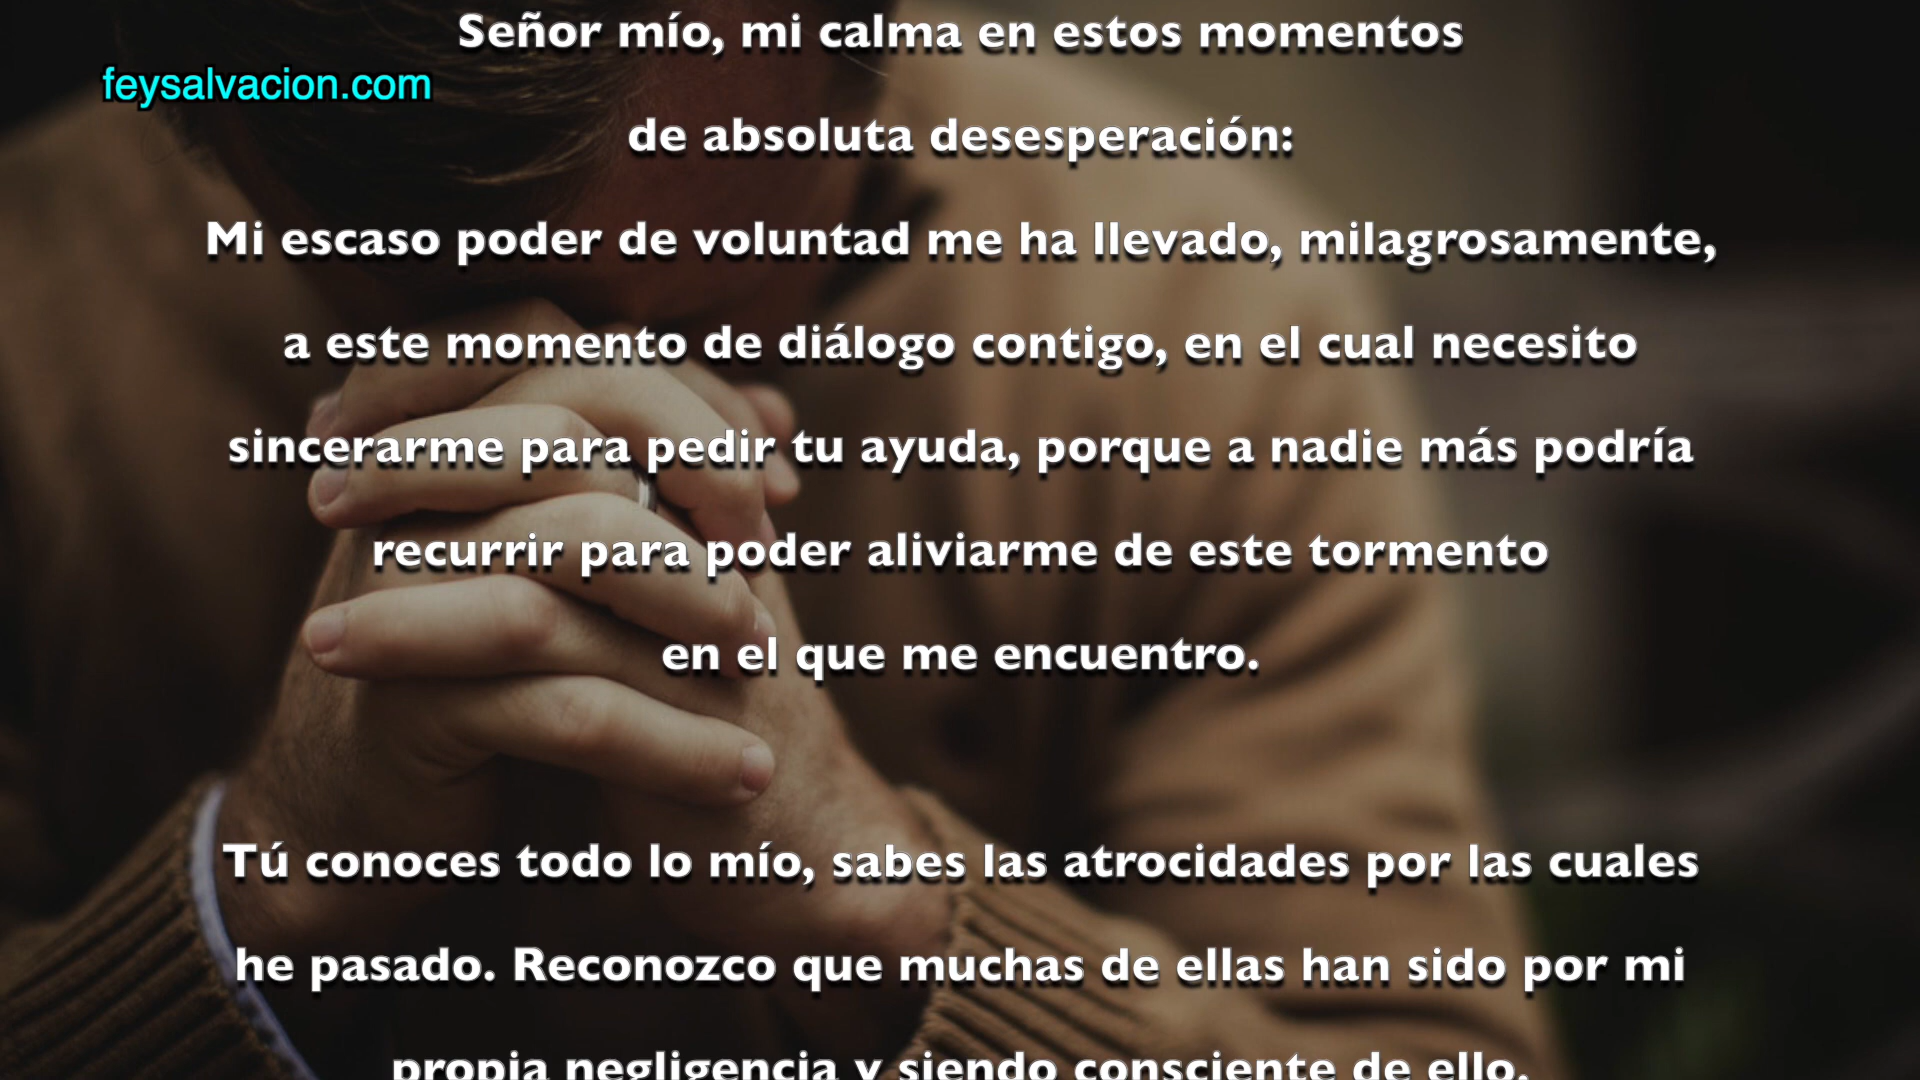 Señor mío, mi calma en estos momentos
feysalvacion.com
de absoluta desesperación:
Mi escaso poder de voluntad me ha llevado, milagrosamente,
a este momento de diálogo contigo, en el cual necesito
sincerarme para pedir tu ayuda, porque a nadie más podría
recurrir para poder aliviarme de este tormento
en el que me encuentro.
Tú conoces todo lo mío, sabes las atrocidades por las cuales
he pasado. Reconozco que muchas de ellas han sido por mi
propia negligencia y siendo consciente de ello,